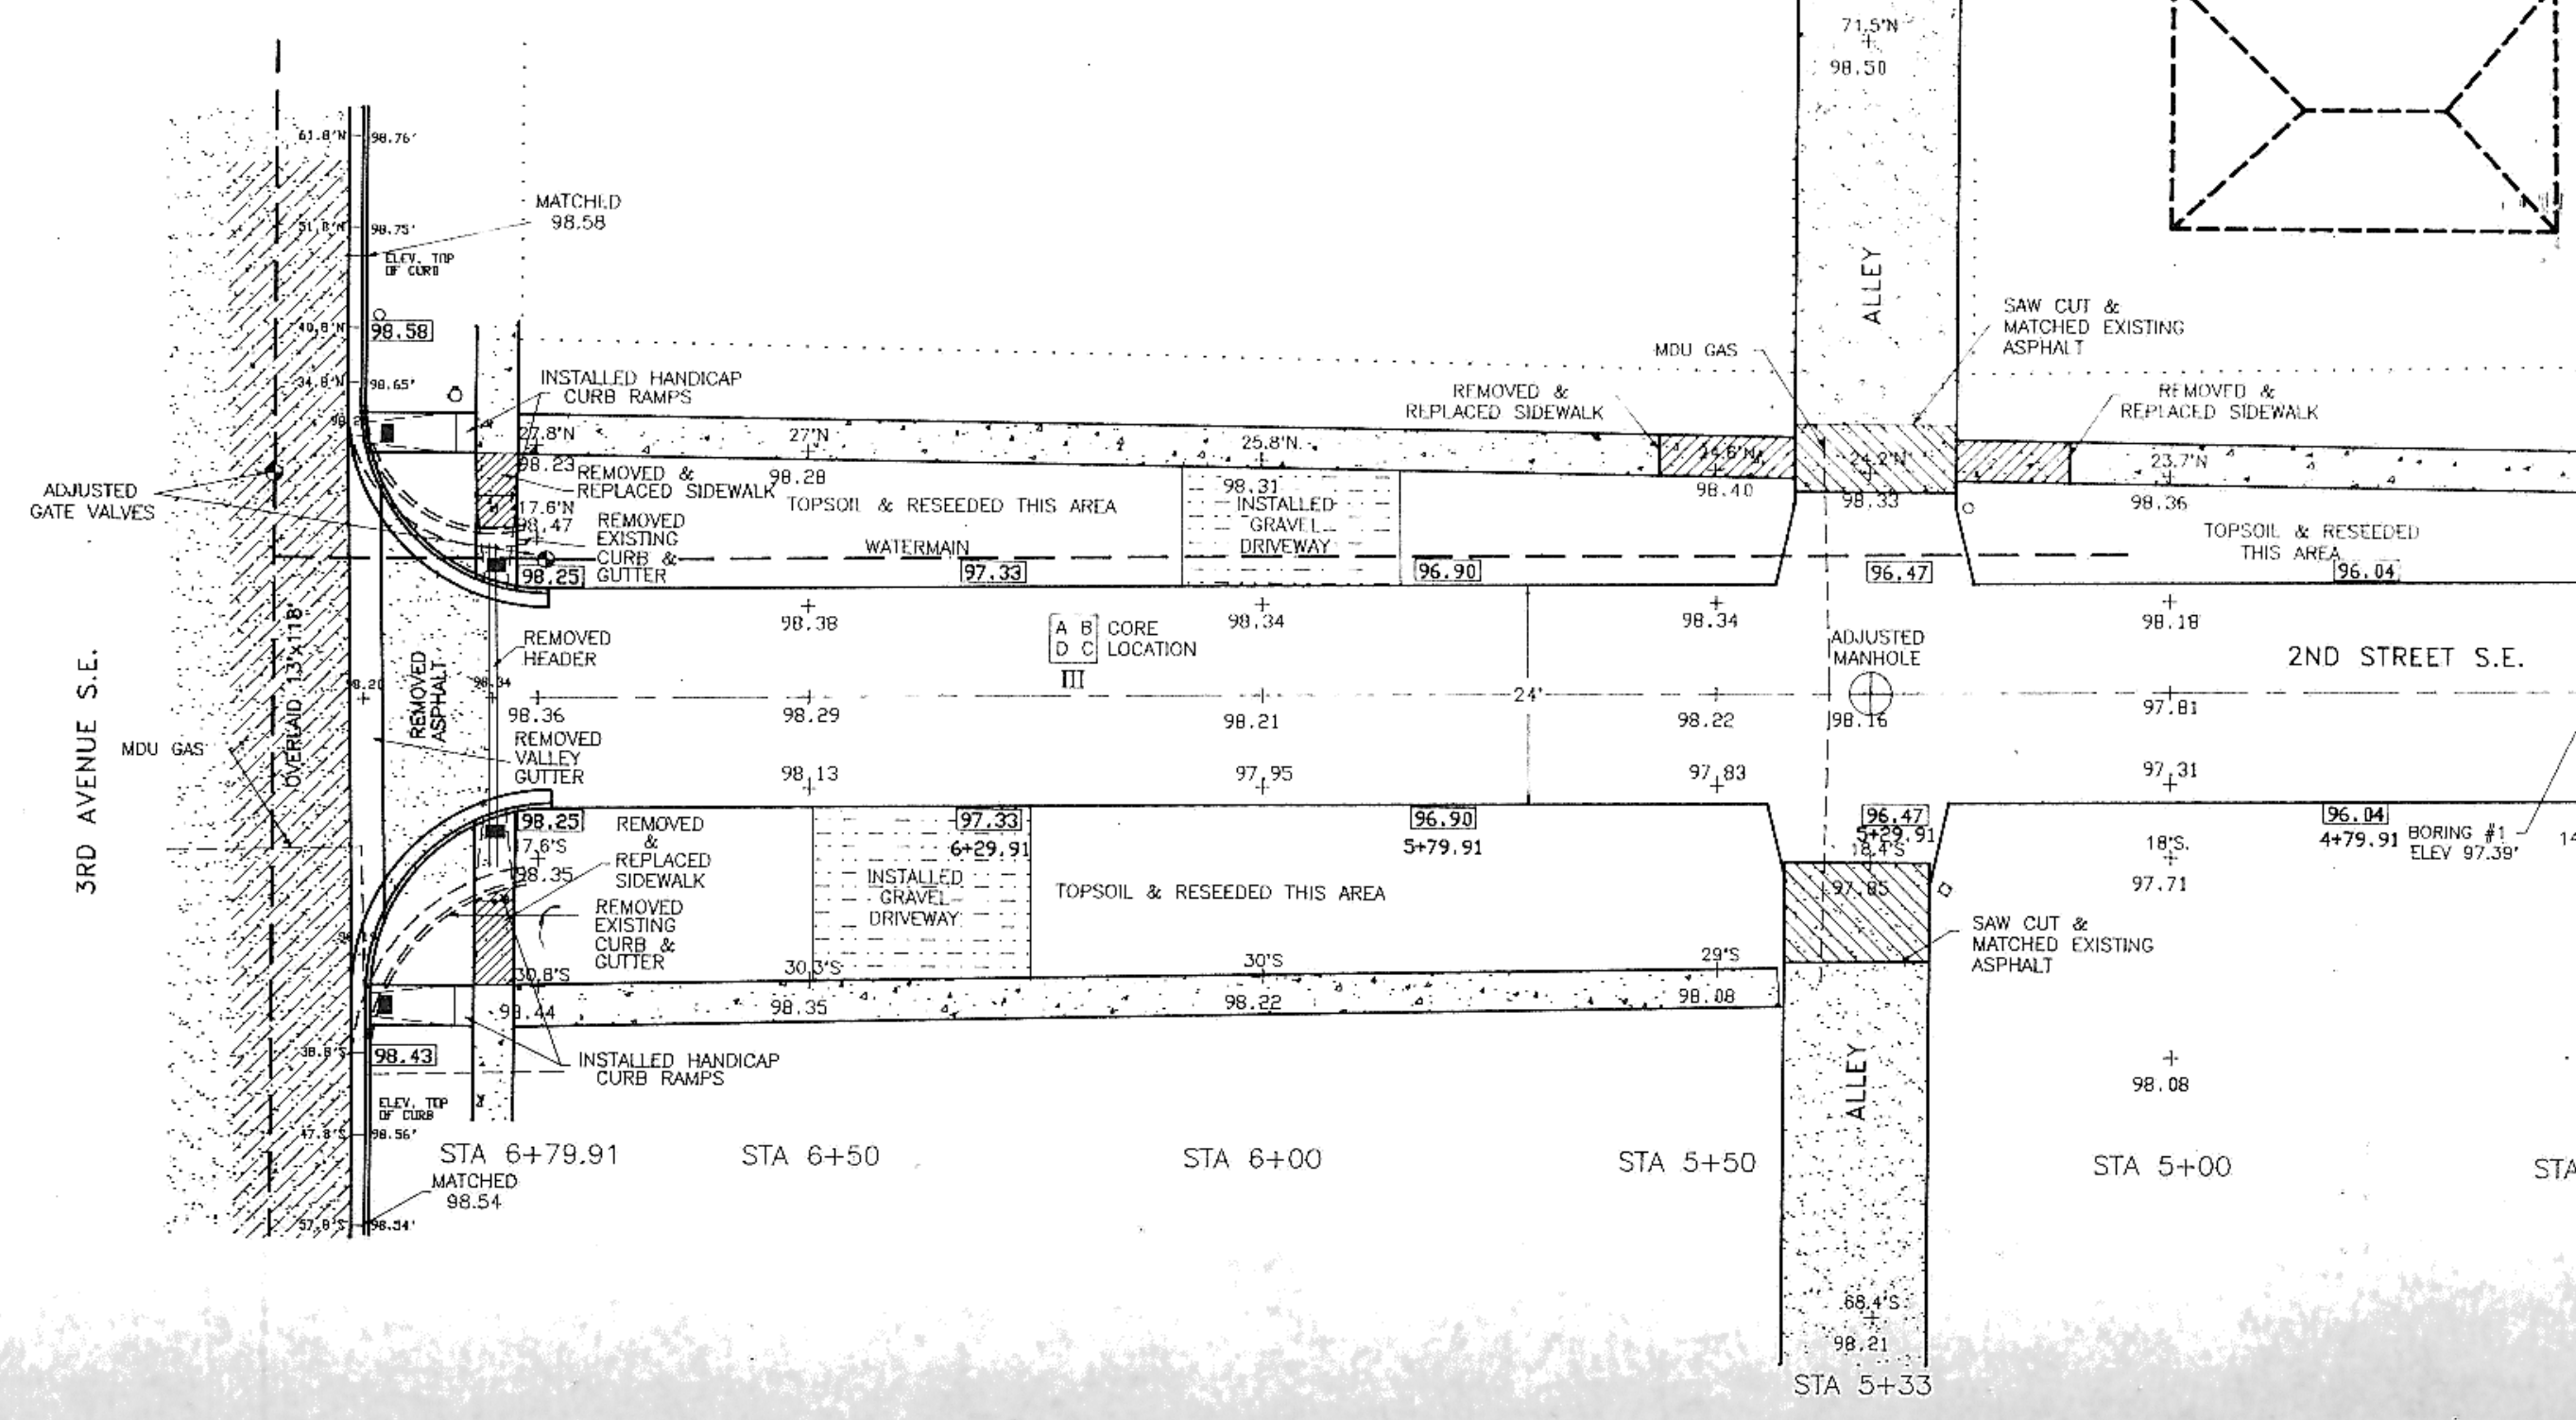 71.5'N
98.50
61.8'N
98.76'
MATCHED
98.58
51.8'N
98.75'
ELEV. TOP
OF CURB
ALLEY
SAW CUT &
MATCHED EXISTING
ASPHALT
40.8'N
98.58
MDU GAS
34.8'N
98.65'
INSTALLED HANDICAP
CURB RAMPS
REMOVED &
REPLACED SIDEWALK
REMOVED &
REPLACED SIDEWALK
27.8'N
27'N
25.8'N
24.6'N
24.2'N
23.7'N
98.23
REMOVED &
REPLACED SIDEWALK
98.28
98.31
98.40
98.33
98.36
ADJUSTED
GATE VALVES
17.6'N
98.47
TOPSOIL & RESEEDED THIS AREA
INSTALLED
GRAVEL
DRIVEWAY
REMOVED
EXISTING
CURB &
GUTTER
WATERMAIN
TOPSOIL & RESEEDED
THIS AREA
98.25
97.33
96.90
96.47
96.04
98.38
98.34
98.34
98.18
A B
D C
CORE
LOCATION
III
REMOVED
HEADER
ADJUSTED
MANHOLE
2ND STREET S.E.
3RD AVENUE S.E.
OVERLAID 13'x118'
REMOVED
ASPHALT
98.20
98.34
24'
98.36
98.29
98.21
98.22
98.16
97.81
MDU GAS
REMOVED
VALLEY
GUTTER
98.13
97.95
97.83
97.31
98.25
97.33
6+29.91
96.90
5+79.91
96.47
5+29.91
96.04
4+79.91
BORING #1
ELEV 97.39'
17.6'S
98.35
REMOVED
&
REPLACED
SIDEWALK
18.4'S
97.85
18'S
97.71
INSTALLED
GRAVEL
DRIVEWAY
TOPSOIL & RESEEDED THIS AREA
REMOVED
EXISTING
CURB &
GUTTER
SAW CUT &
MATCHED EXISTING
ASPHALT
30.8'S
30.3'S
30'S
29'S
98.44
98.35
98.22
98.08
38.8'S
98.43
INSTALLED HANDICAP
CURB RAMPS
ALLEY
98.08
ELEV. TOP
OF CURB
47.8'S
98.56'
STA 6+79.91
STA 6+50
STA 6+00
STA 5+50
STA 5+00
STA
MATCHED
98.54
57.8'S
98.54'
68.4'S
98.21
STA 5+33